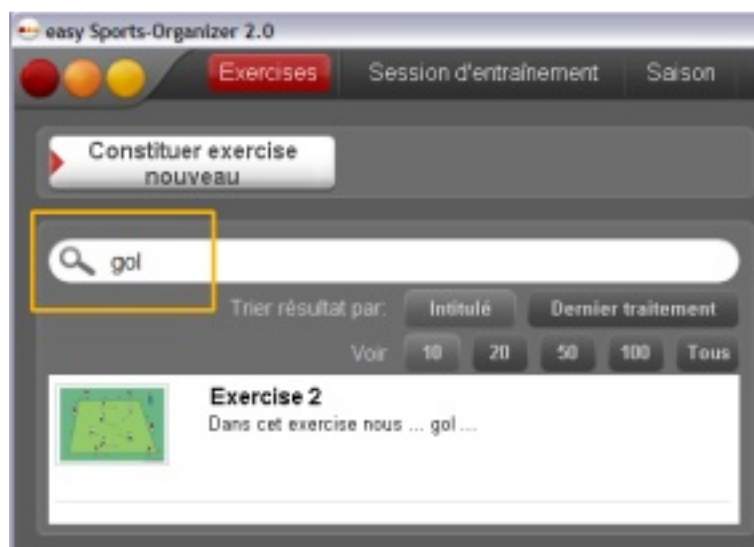 easy Sports-Organizer 2.0
Exercises Session d'entraînement Saison
Constituer exercise
nouveau
gol
Trier résultat par: Intitulé Dernier traitement
Voir 10 20 50 100 Tous
Exercise 2
Dans cet exercise nous ... gol ...